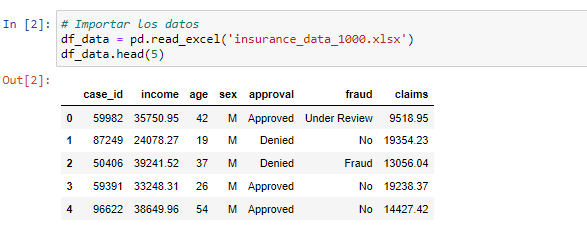 In [2]: # Importar los datos
df_data = pd.read_excel('insurance_data_1000.xlsx')
df_data.head(5)
Out[2]:
case_id income age sex approval fraud claims
0 59982 35750.95 42 M Approved Under Review 9518.95
1 87249 24078.27 19 M Denied No 19354.23
2 50406 39241.52 37 M Denied Fraud 13056.04
3 59391 33248.31 26 M Approved No 19238.37
4 96622 38649.96 54 M Approved No 14427.42